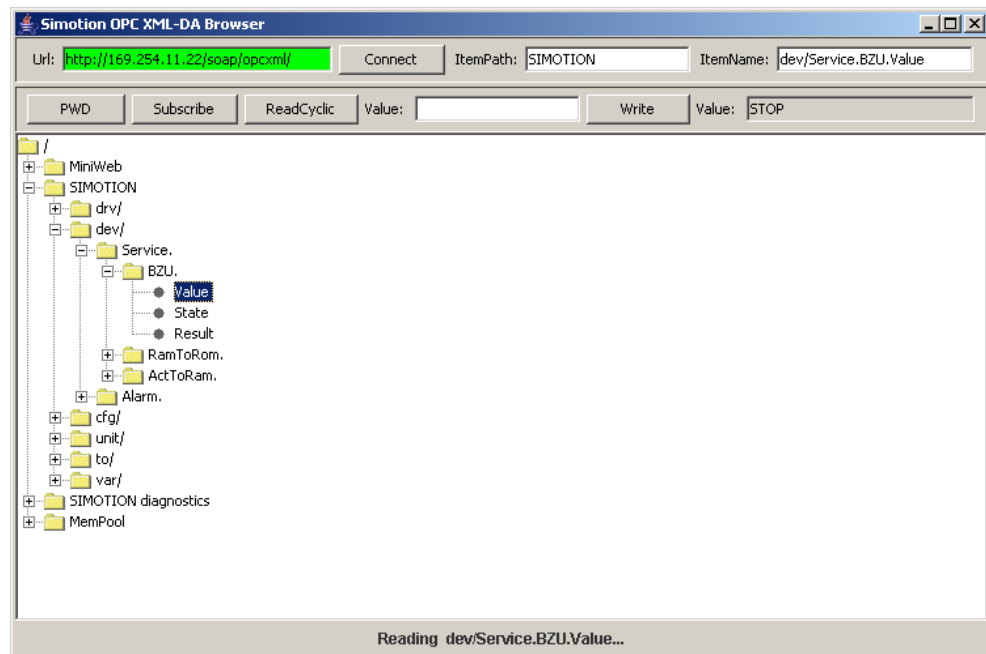 Simotion OPC XML-DA Browser
Url: http://169.254.11.22/soap/opcxml/ Connect ItemPath: SIMOTION ItemName: dev/Service.BZU.Value
PWD Subscribe ReadCyclic Value: Write Value: STOP
/
MiniWeb
SIMOTION
drv/
dev/
Service.
BZU.
Value
State
Result
RamToRom.
ActToRam.
Alarm.
cfg/
unit/
to/
var/
SIMOTION diagnostics
MemPool
Reading dev/Service.BZU.Value...